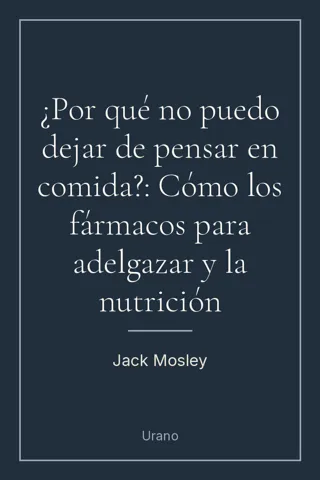 ¿Por qué no puedo
dejar de pensar en
comida?: Cómo los
fármacos para
adelgazar y la
nutrición
Jack Mosley
Urano